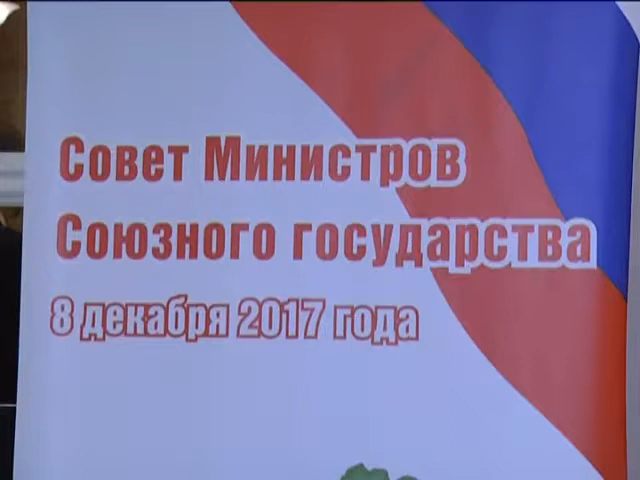 Совет Министров
Союзного государства
8 декабря 2017 года